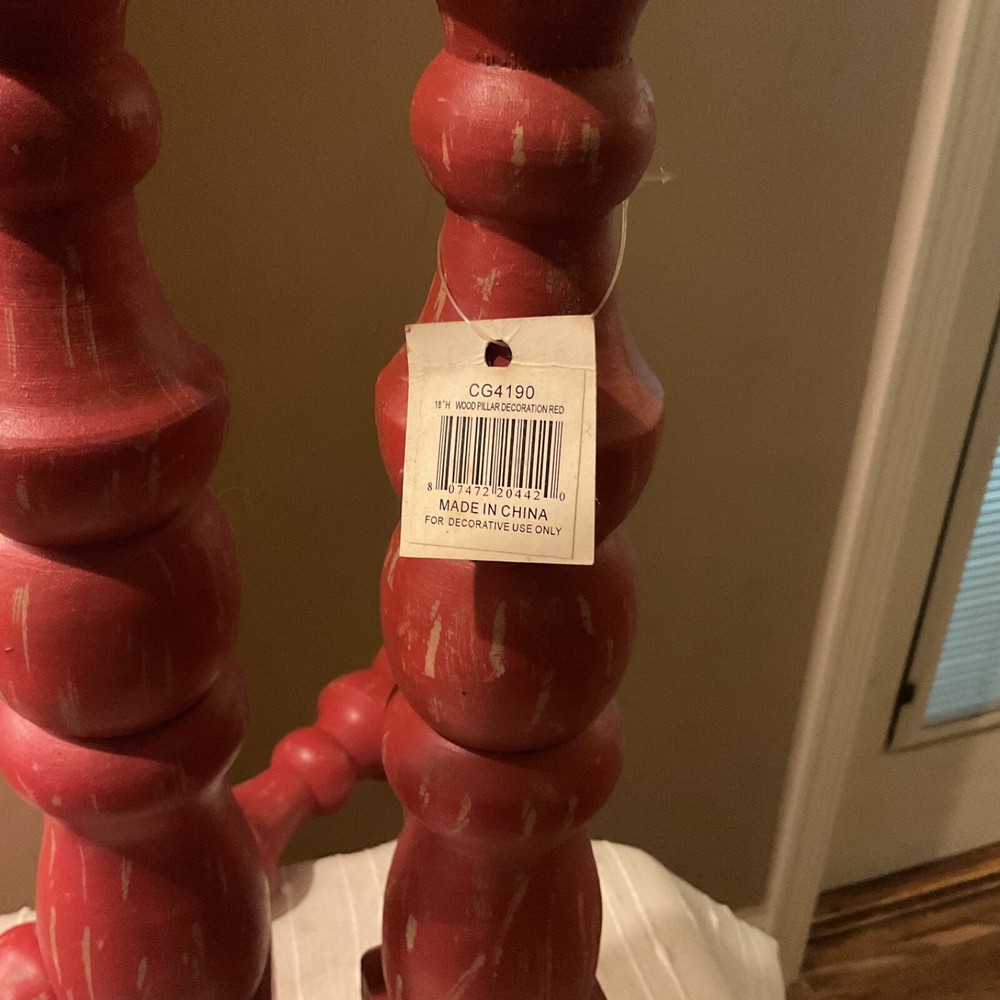 CG4190
18"H WOOD PILLAR DECORATION RED
8 07472 20442 0
MADE IN CHINA
FOR DECORATIVE USE ONLY